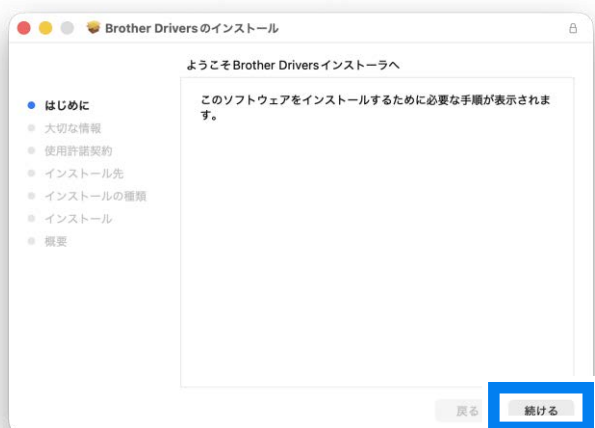 Brother Driversのインストール
ようこそBrother Driversインストーラへ
はじめに
大切な情報
使用許諾契約
インストール先
インストールの種類
インストール
概要
このソフトウェアをインストールするために必要な手順が表示されま
す。
戻る
続ける